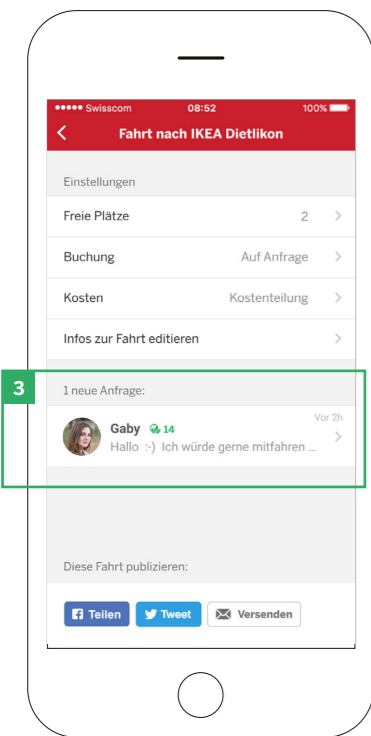 Swisscom 08:52 100%
Fahrt nach IKEA Dietlikon
Einstellungen
Freie Plätze 2
Buchung Auf Anfrage
Kosten Kostenteilung
Infos zur Fahrt editieren
3
1 neue Anfrage:
Vor 2h
Gaby 14
Hallo :-) Ich würde gerne mitfahren ...
Diese Fahrt publizieren:
Teilen Tweet Versenden